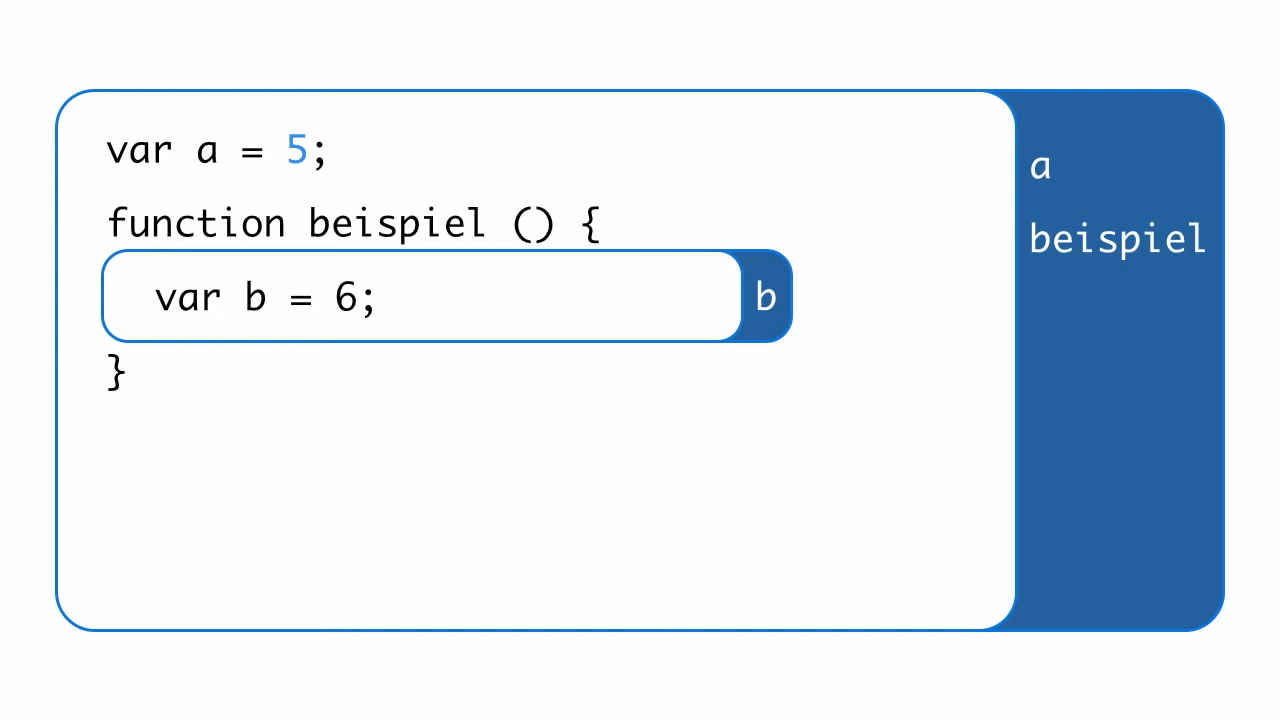 var a = 5;
a
function beispiel () {
beispiel
var b = 6;
b
}